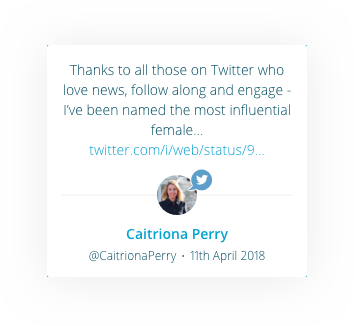 Thanks to all those on Twitter who
love news, follow along and engage -
I've been named the most influential
female...
twitter.com/i/web/status/9...
Caitriona Perry
@CaitrionaPerry • 11th April 2018